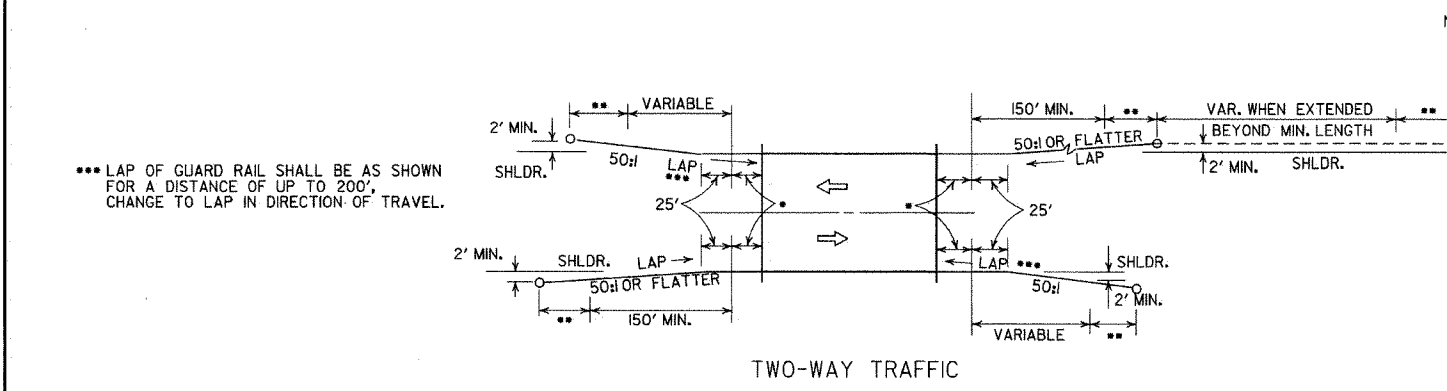 ** VARIABLE
150' MIN. ** VAR. WHEN EXTENDED **
2' MIN. 50:1 OR FLATTER BEYOND MIN. LENGTH
50:1 LAP LAP
SHLDR. *** 2' MIN. SHLDR.
*** LAP OF GUARD RAIL SHALL BE AS SHOWN
FOR A DISTANCE OF UP TO 200',
CHANGE TO LAP IN DIRECTION OF TRAVEL.
25' * * 25'
2' MIN. SHLDR. LAP LAP *** SHLDR.
50:1 OR FLATTER 50:1 2' MIN.
** 150' MIN. VARIABLE **
TWO-WAY TRAFFIC